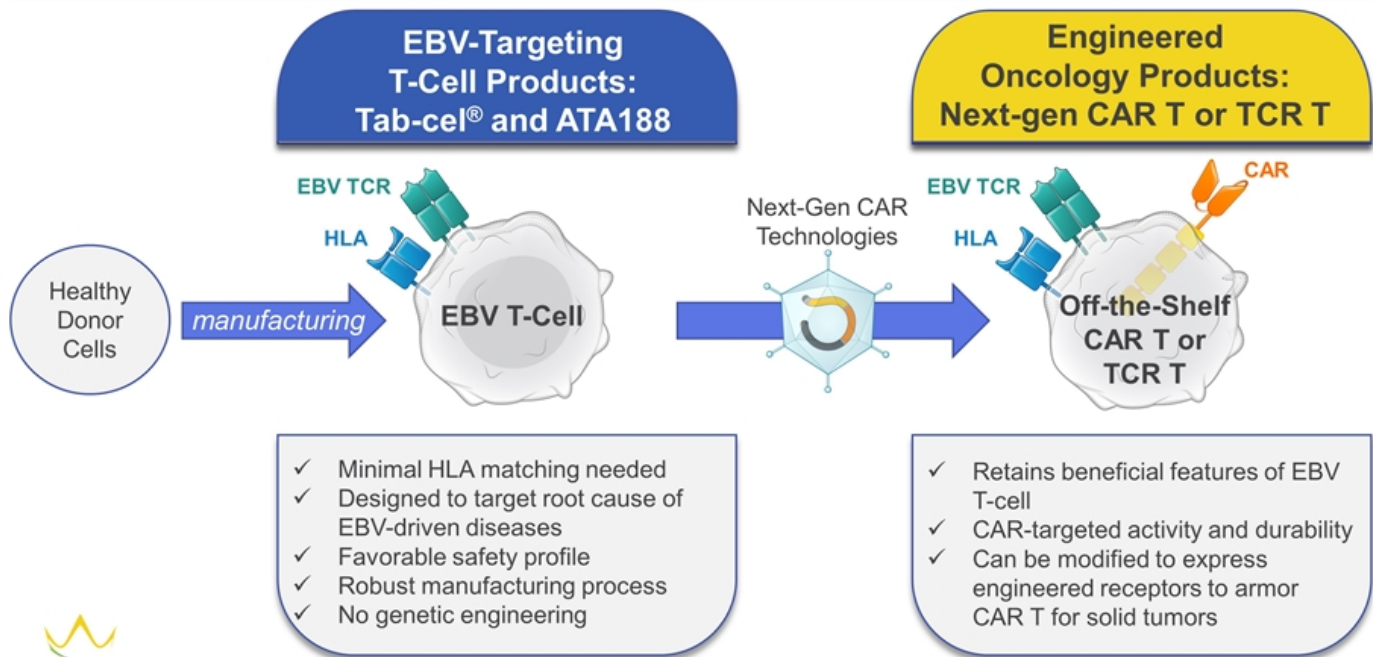 EBV-Targeting
T-Cell Products:
Tab-cel® and ATA188
Engineered
Oncology Products:
Next-gen CAR T or TCR T
EBV TCR
HLA
Healthy
Donor
Cells
manufacturing
EBV T-Cell
Next-Gen CAR
Technologies
EBV TCR
CAR
HLA
Off-the-Shelf
CAR T or
TCR T
✓ Minimal HLA matching needed
✓ Designed to target root cause of
EBV-driven diseases
✓ Favorable safety profile
✓ Robust manufacturing process
✓ No genetic engineering
✓ Retains beneficial features of EBV
T-cell
✓ CAR-targeted activity and durability
✓ Can be modified to express
engineered receptors to armor
CAR T for solid tumors